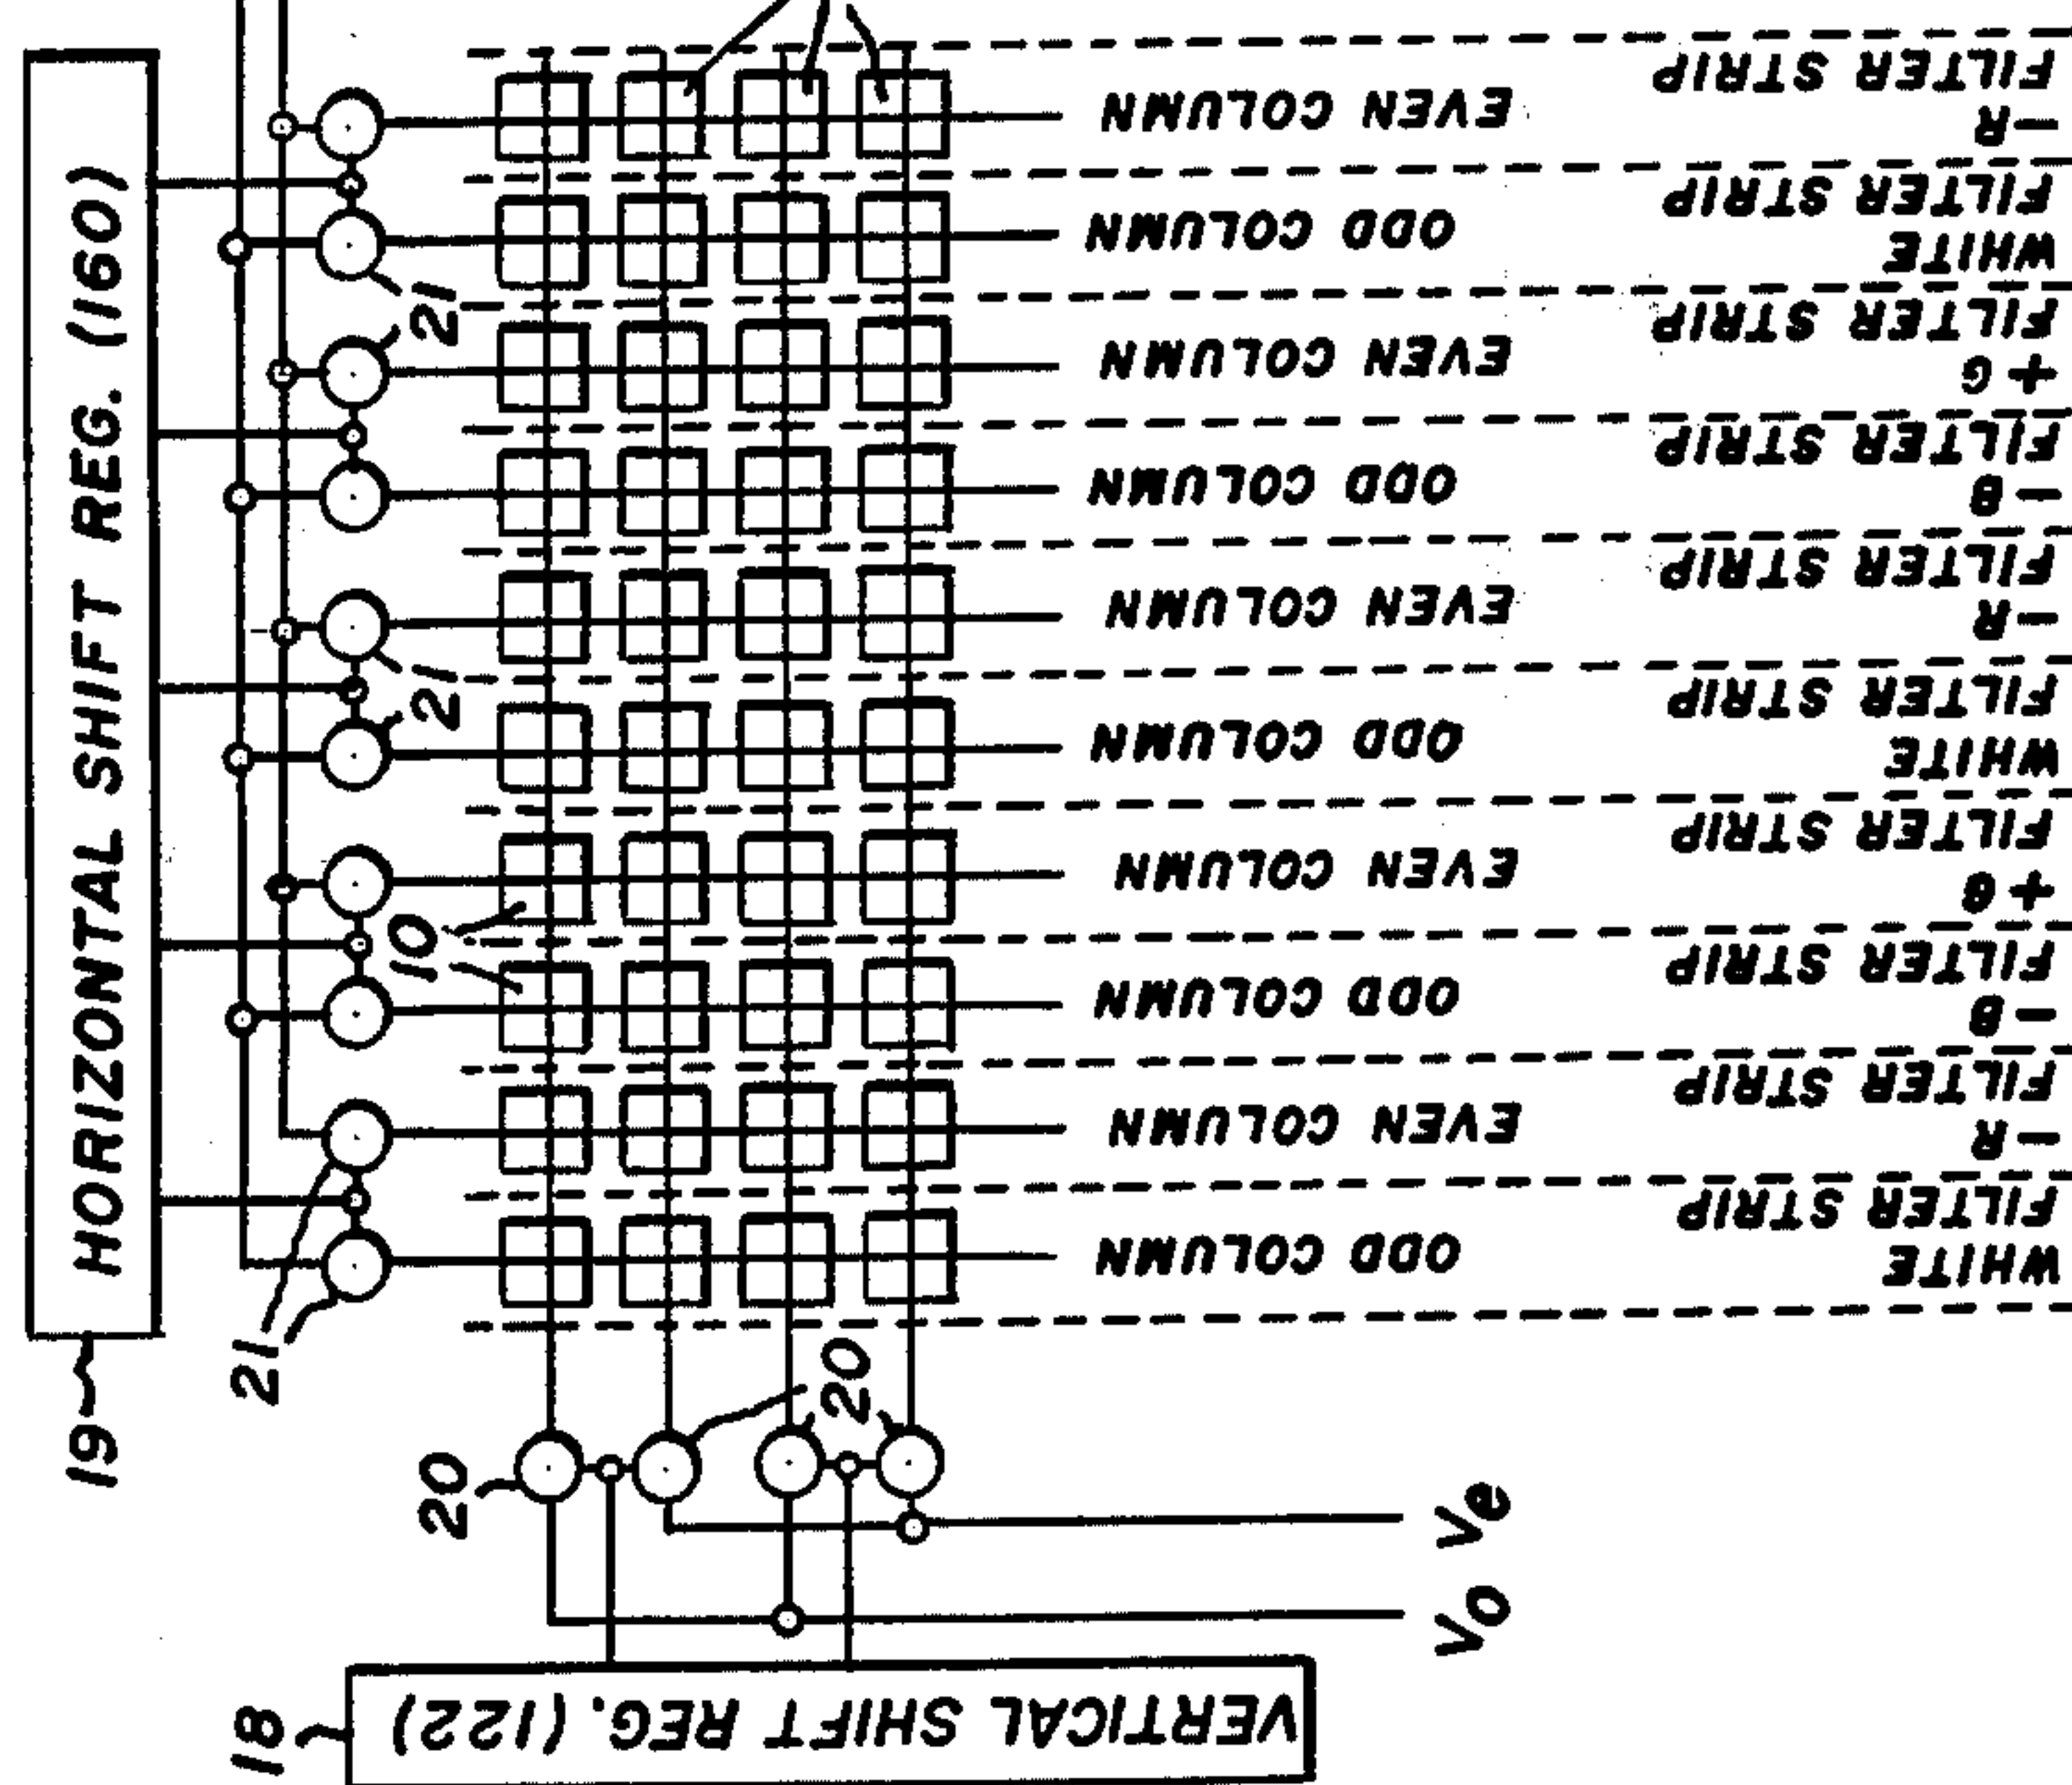 19
HORIZONTAL SHIFT REG. (160)
21
21
21
10
20
20
18
VERTICAL SHIFT REG. (122)
Vo
Ve
ODD COLUMN
EVEN COLUMN
ODD COLUMN
EVEN COLUMN
ODD COLUMN
EVEN COLUMN
ODD COLUMN
EVEN COLUMN
ODD COLUMN
EVEN COLUMN
WHITE
FILTER STRIP
-R
FILTER STRIP
-B
FILTER STRIP
+G
FILTER STRIP
WHITE
FILTER STRIP
-R
FILTER STRIP
-B
FILTER STRIP
+G
FILTER STRIP
WHITE
FILTER STRIP
-R
FILTER STRIP